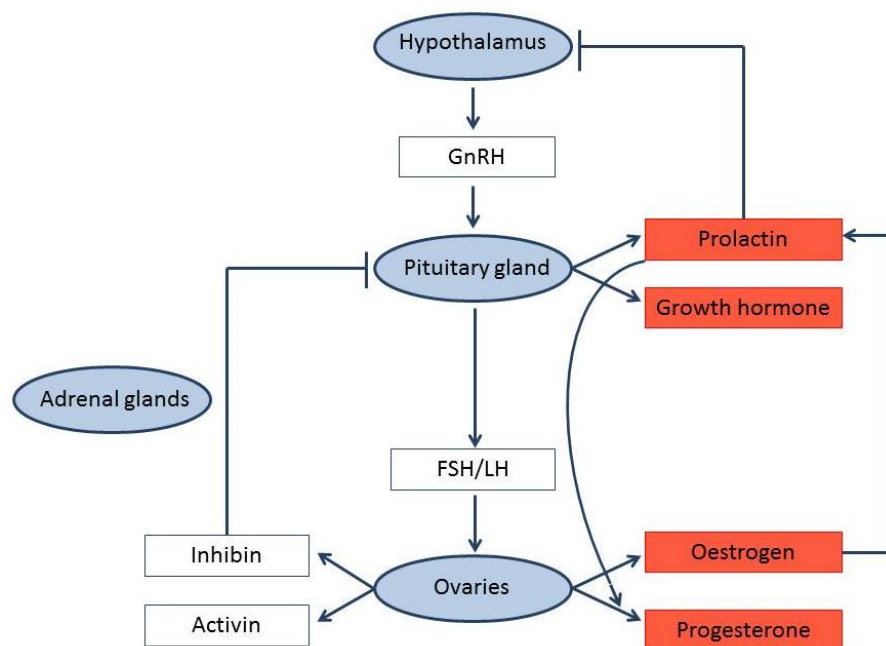 Hypothalamus
GnRH
Prolactin
Pituitary gland
Growth hormone
Adrenal glands
FSH/LH
Inhibin
Oestrogen
Ovaries
Activin
Progesterone